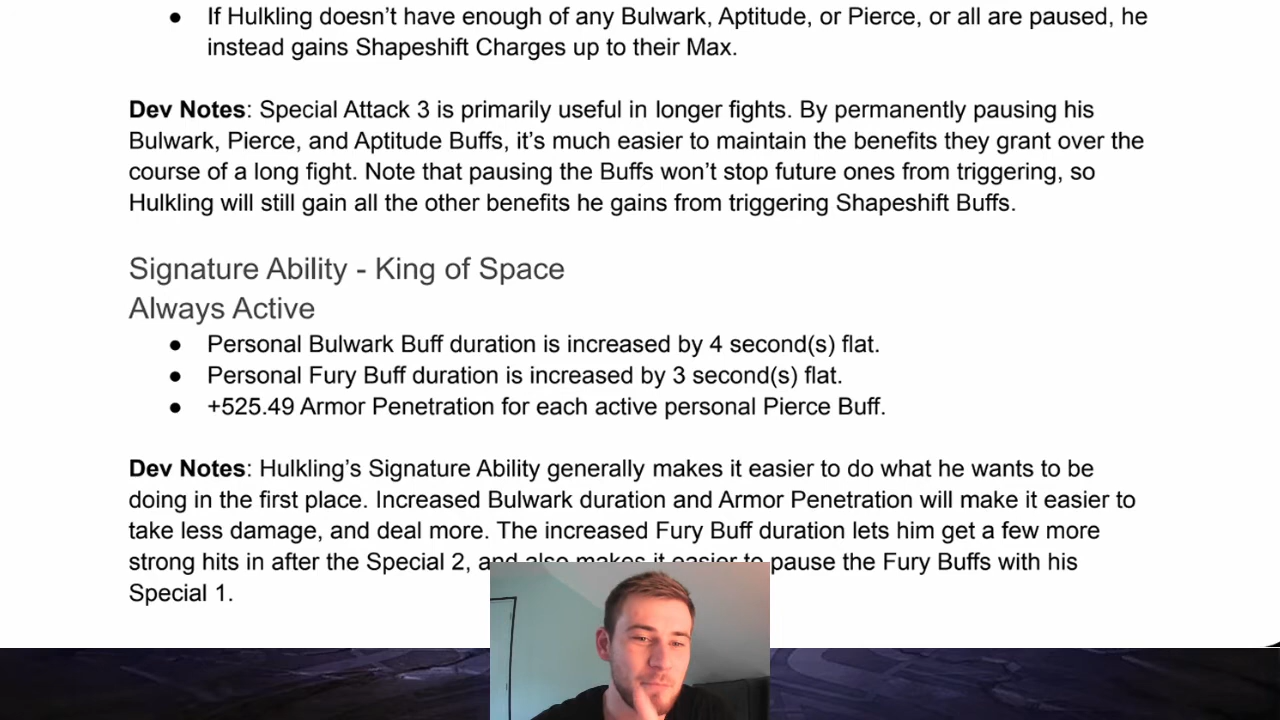 ● If Hulkling doesn’t have enough of any Bulwark, Aptitude, or Pierce, or all are paused, he
instead gains Shapeshift Charges up to their Max.
Dev Notes: Special Attack 3 is primarily useful in longer fights. By permanently pausing his
Bulwark, Pierce, and Aptitude Buffs, it’s much easier to maintain the benefits they grant over the
course of a long fight. Note that pausing the Buffs won’t stop future ones from triggering, so
Hulkling will still gain all the other benefits he gains from triggering Shapeshift Buffs.
Signature Ability - King of Space
Always Active
● Personal Bulwark Buff duration is increased by 4 second(s) flat.
● Personal Fury Buff duration is increased by 3 second(s) flat.
● +525.49 Armor Penetration for each active personal Pierce Buff.
Dev Notes: Hulkling’s Signature Ability generally makes it easier to do what he wants to be
doing in the first place. Increased Bulwark duration and Armor Penetration will make it easier to
take less damage, and deal more. The increased Fury Buff duration lets him get a few more
strong hits in after the Special 2, and also makes it easier to pause the Fury Buffs with his
Special 1.